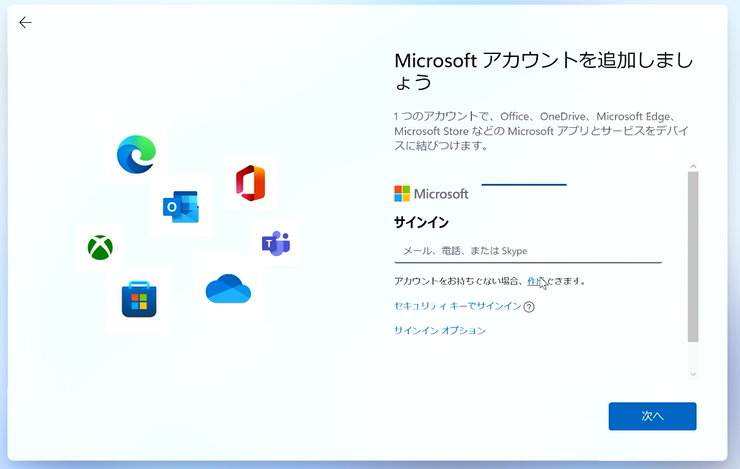 Microsoft アカウントを追加しまし
ょう
1 つのアカウントで、Office、OneDrive、Microsoft Edge、
Microsoft Store などの Microsoft アプリとサービスをデバイ
スに結びつけます。
Microsoft
サインイン
メール、電話、または Skype
アカウントをお持ちでない場合、作成できます。
セキュリティ キーでサインイン ?
サインイン オプション
次へ